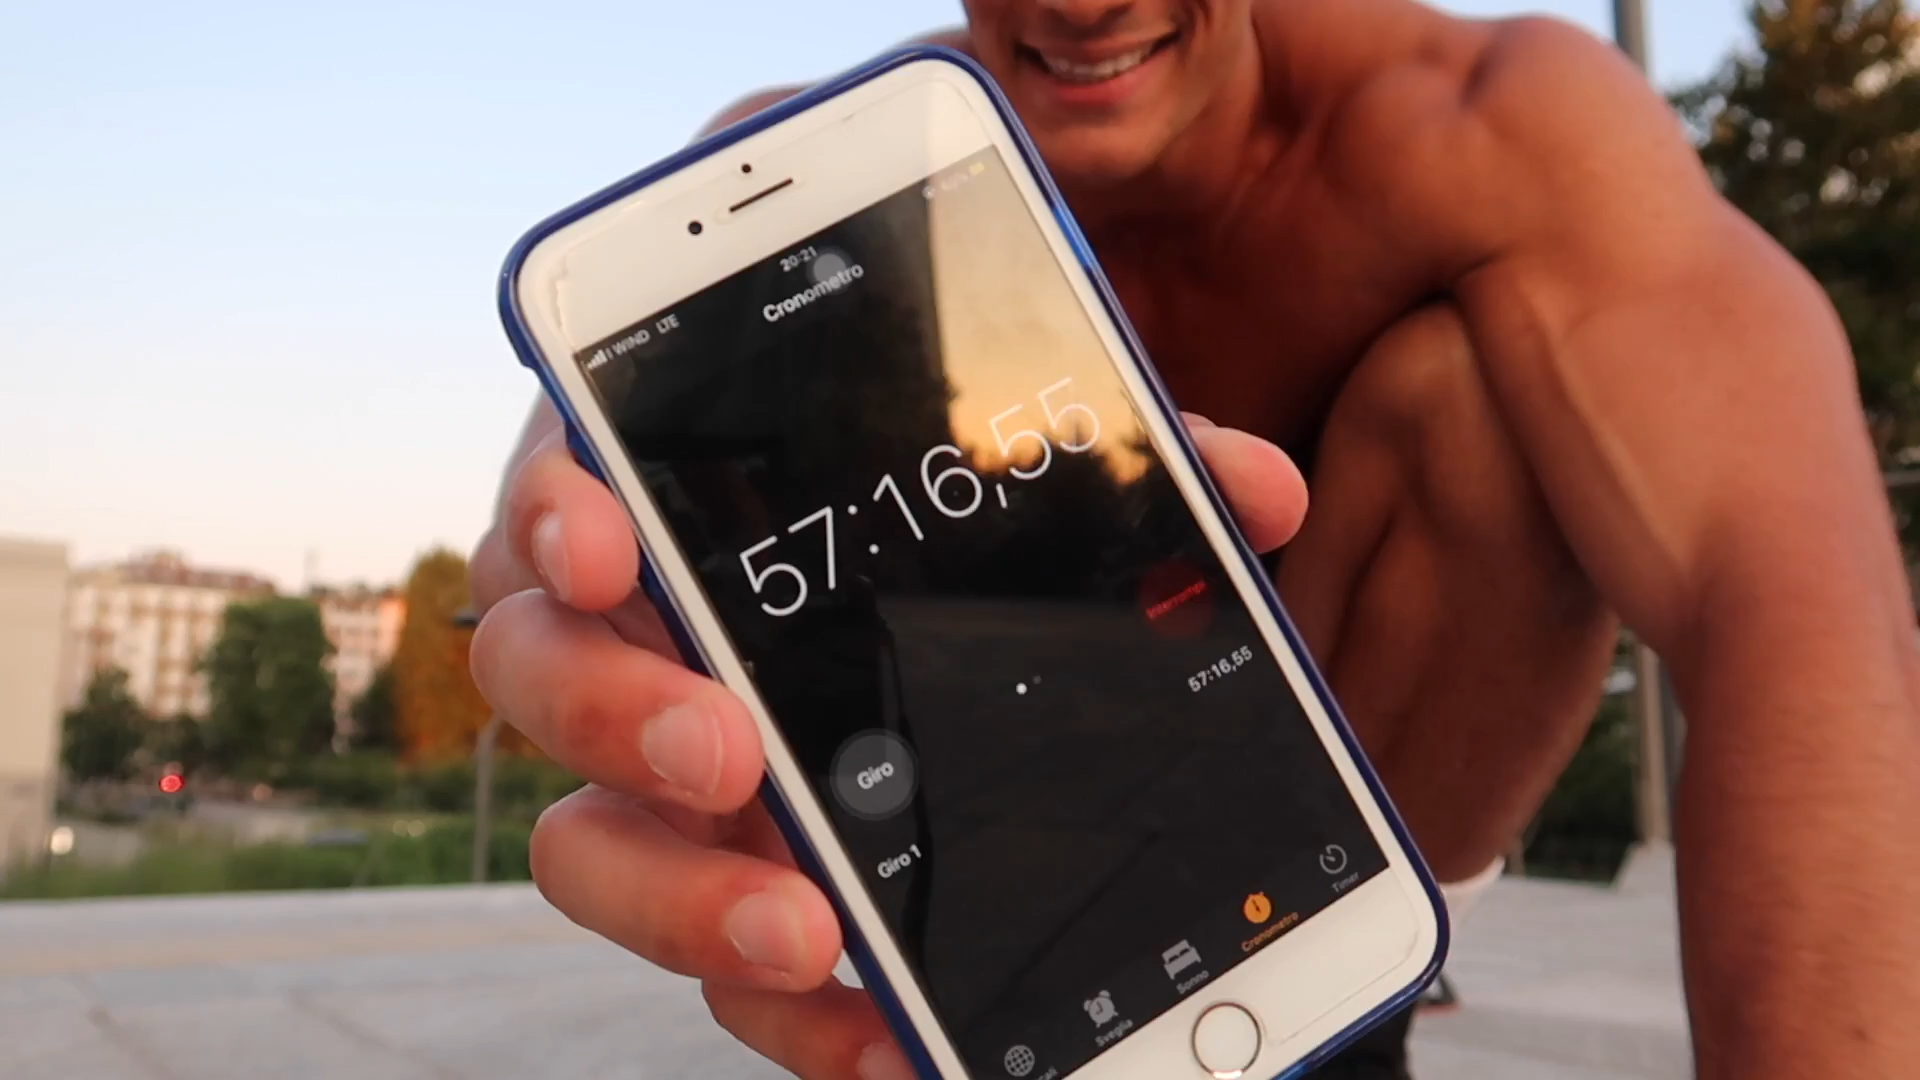 I WIND LTE
20:21
Cronometro
57:16,55
Giro
Interrompi
Giro 1
57:16,55
Sveglia
Sonno
Cronometro
Timer